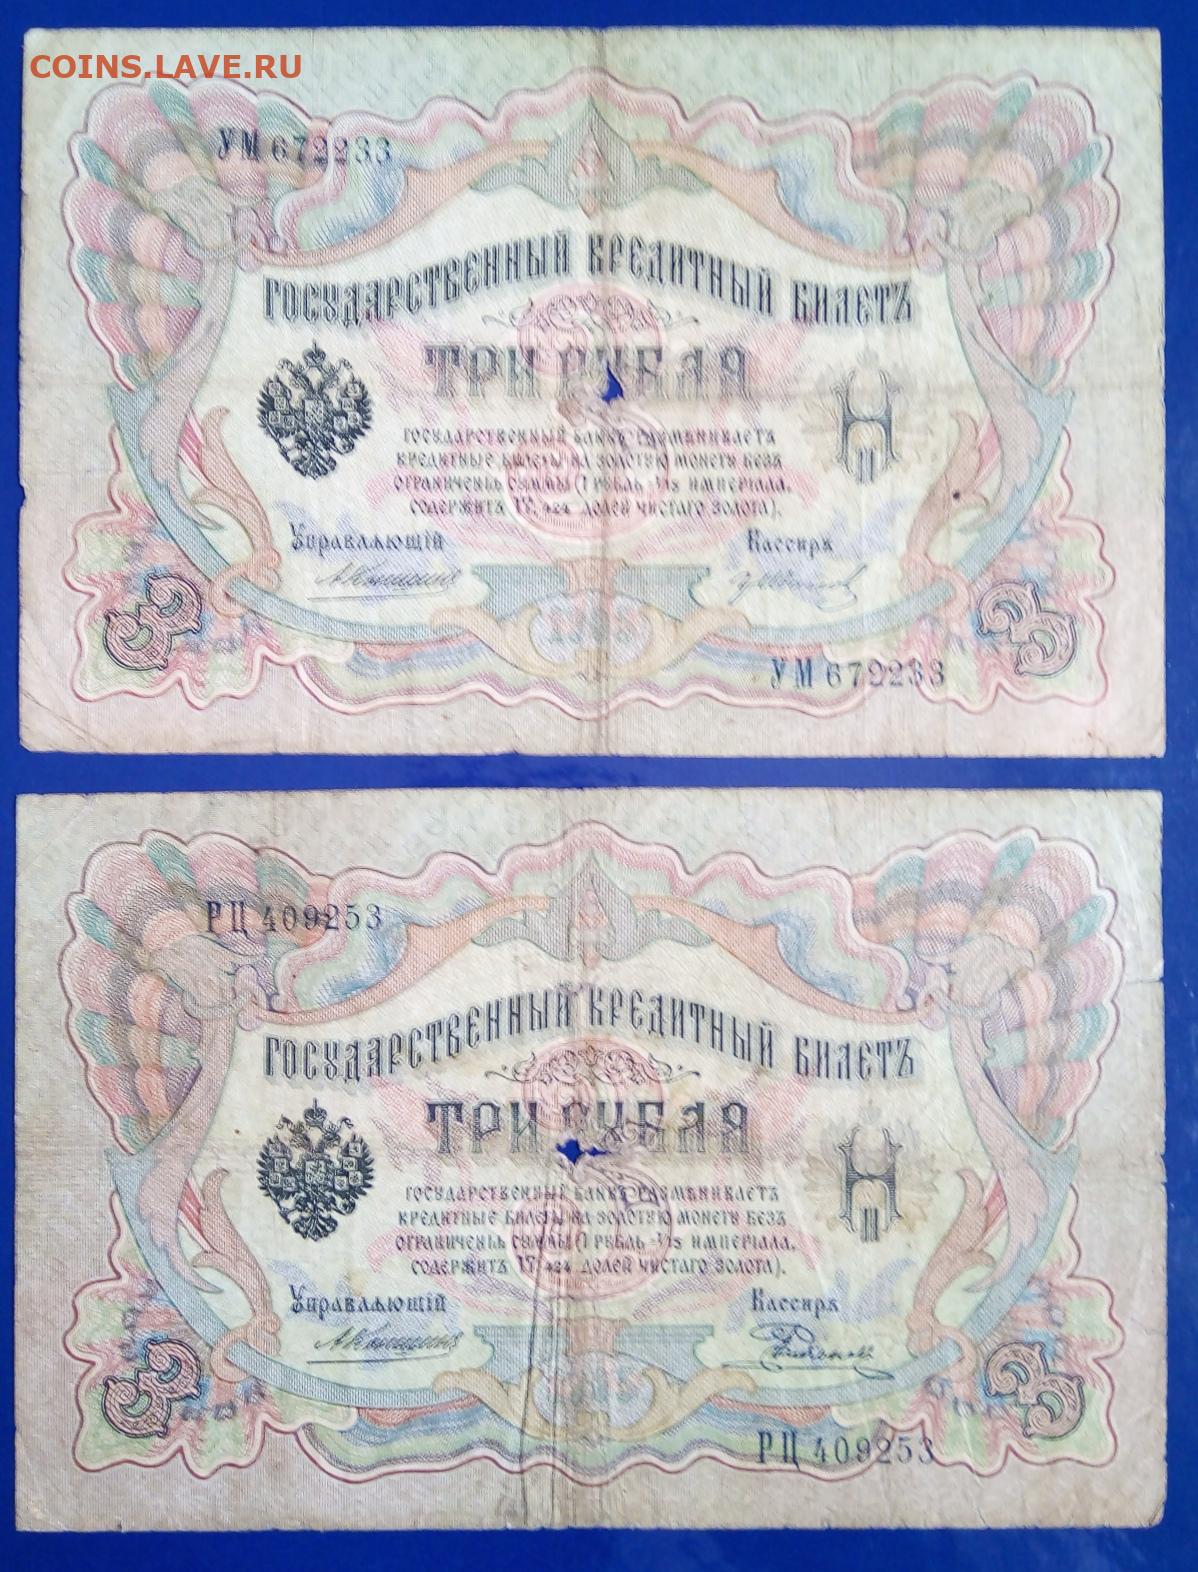 COINS.LAVE.RU
УМ 672233
ГОСУДАРСТВЕННЫЙ КРЕДИТНЫЙ БИЛЕТЪ
ТРИ РУБЛЯ
ГОСУДАРСТВЕННЫЙ БАНКЪ РАЗМѢНИВАЕТЪ
КРЕДИТНЫЕ БИЛЕТЫ НА ЗОЛОТУЮ МОНЕТУ БЕЗЪ
ОГРАНИЧЕНІЯ СУММЫ (1 РУБЛЬ = 1/15 ИМПЕРІАЛА,
СОДЕРЖИТЪ 17,424 ДОЛЕЙ ЧИСТАГО ЗОЛОТА).
Управляющій Кассиръ
3 1905 3
УМ 672233
РЦ 409253
ГОСУДАРСТВЕННЫЙ КРЕДИТНЫЙ БИЛЕТЪ
ТРИ РУБЛЯ
ГОСУДАРСТВЕННЫЙ БАНКЪ РАЗМѢНИВАЕТЪ
КРЕДИТНЫЕ БИЛЕТЫ НА ЗОЛОТУЮ МОНЕТУ БЕЗЪ
ОГРАНИЧЕНІЯ СУММЫ (1 РУБЛЬ = 1/15 ИМПЕРІАЛА,
СОДЕРЖИТЪ 17,424 ДОЛЕЙ ЧИСТАГО ЗОЛОТА).
Управляющій Кассиръ
3 1905 3
РЦ 409253